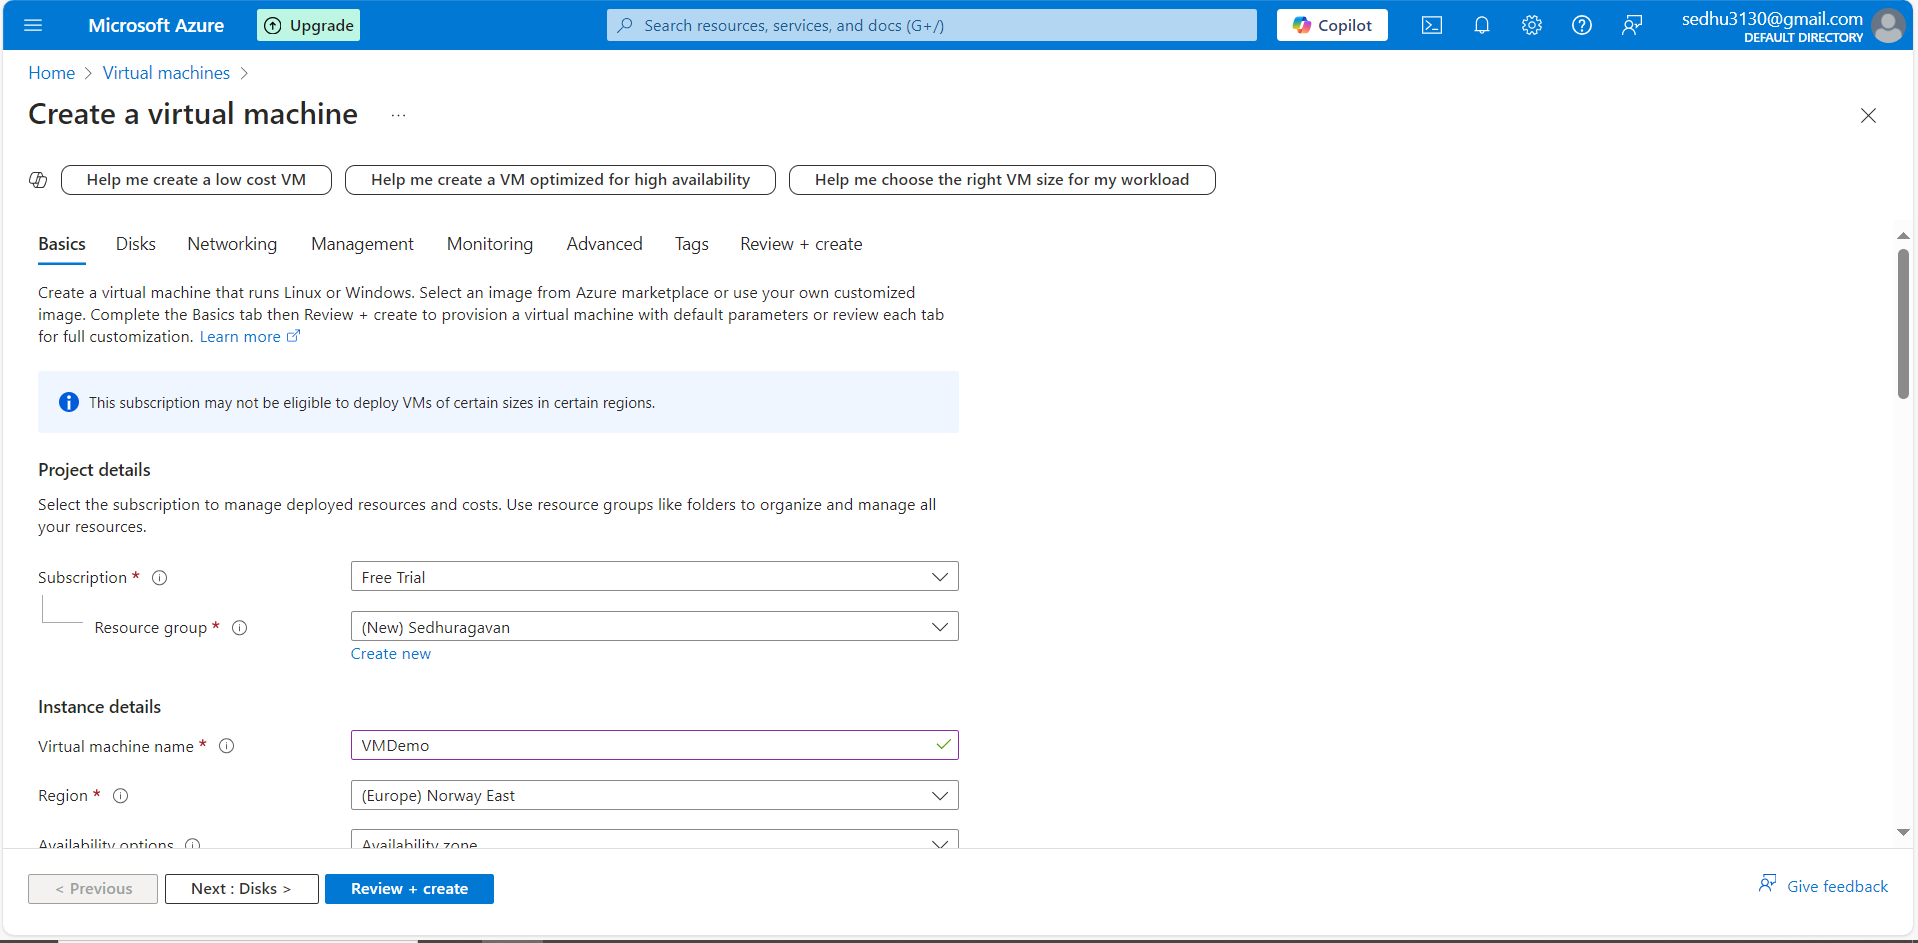 Microsoft Azure
Upgrade
Search resources, services, and docs (G+/)
Copilot
sedhu3130@gmail.com
DEFAULT DIRECTORY
Home > Virtual machines >
Create a virtual machine ...
Help me create a low cost VM
Help me create a VM optimized for high availability
Help me choose the right VM size for my workload
Basics Disks Networking Management Monitoring Advanced Tags Review + create
Create a virtual machine that runs Linux or Windows. Select an image from Azure marketplace or use your own customized
image. Complete the Basics tab then Review + create to provision a virtual machine with default parameters or review each tab
for full customization. Learn more
This subscription may not be eligible to deploy VMs of certain sizes in certain regions.
Project details
Select the subscription to manage deployed resources and costs. Use resource groups like folders to organize and manage all
your resources.
Subscription * Free Trial
Resource group * (New) Sedhuragavan
Create new
Instance details
Virtual machine name * VMDemo
Region * (Europe) Norway East
Availability options Availability zone
< Previous
Next : Disks >
Review + create
Give feedback